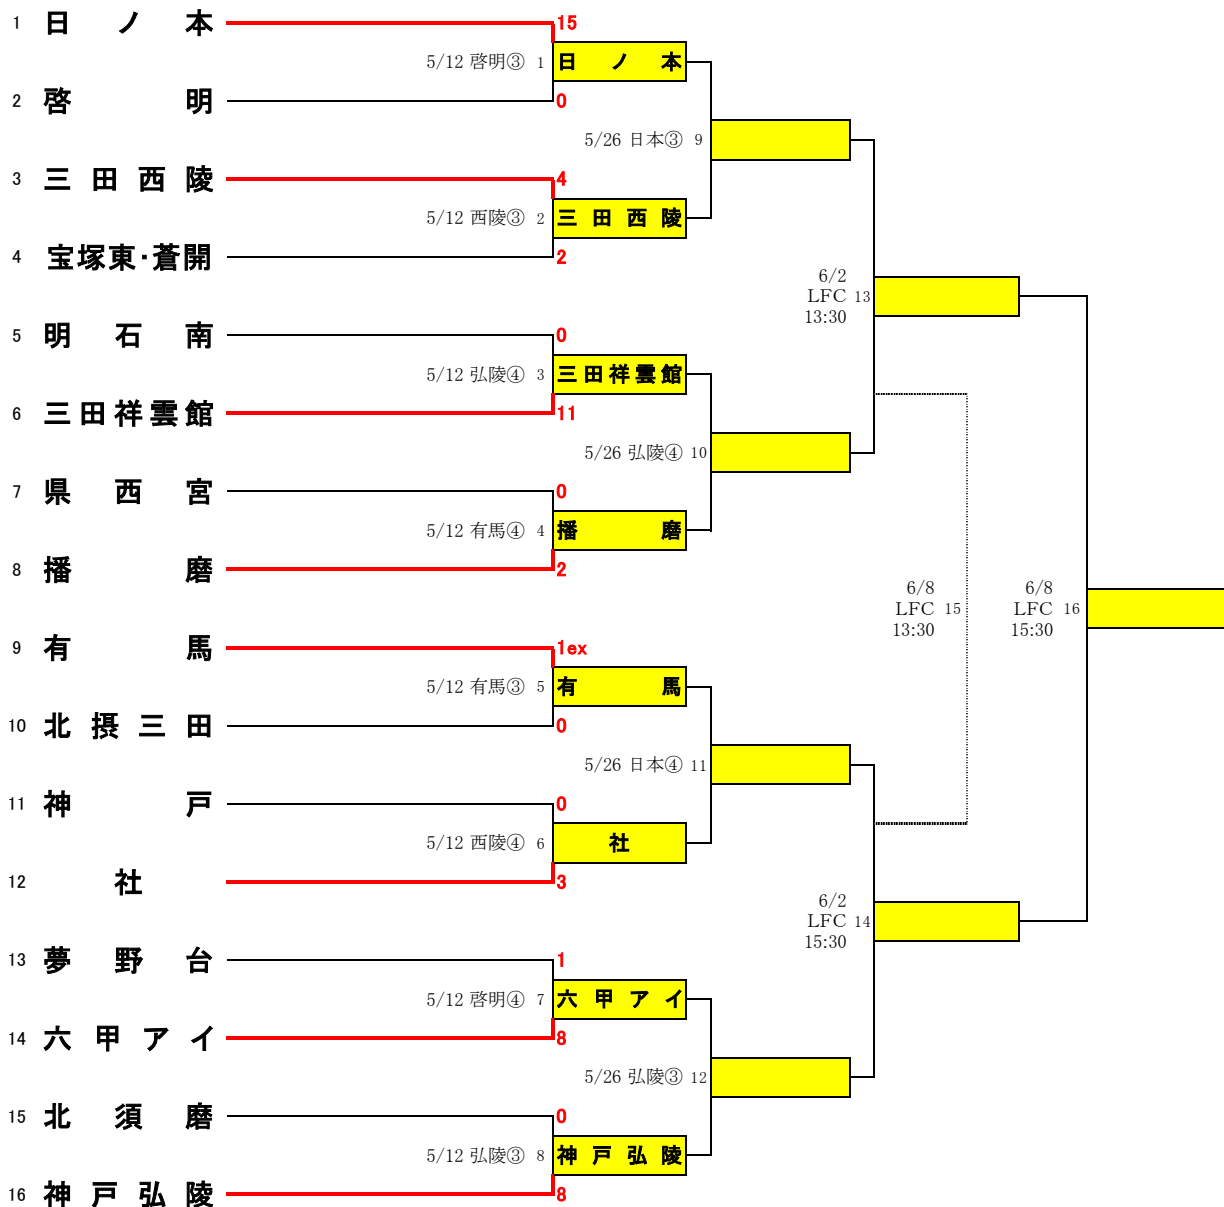 1 日ノ本 15
5/12 啓明③ 1 日ノ本
2 啓明 0
5/26 日本③ 9
3 三田西陵 4
5/12 西陵③ 2 三田西陵
4 宝塚東・蒼開 2
6/2
LFC 13
13:30
5 明石南 0
5/12 弘陵④ 3 三田祥雲館
6 三田祥雲館 11
5/26 弘陵④ 10
7 県西宮 0
5/12 有馬④ 4 播磨
8 播磨 2
6/8
LFC 15
13:30
6/8
LFC 16
15:30
9 有馬 1ex
5/12 有馬③ 5 有馬
10 北摂三田 0
5/26 日本④ 11
11 神戸 0
5/12 西陵④ 6 社
12 社 3
6/2
LFC 14
15:30
13 夢野台 1
5/12 啓明④ 7 六甲アイ
14 六甲アイ 8
5/26 弘陵③ 12
15 北須磨 0
5/12 弘陵③ 8 神戸弘陵
16 神戸弘陵 8